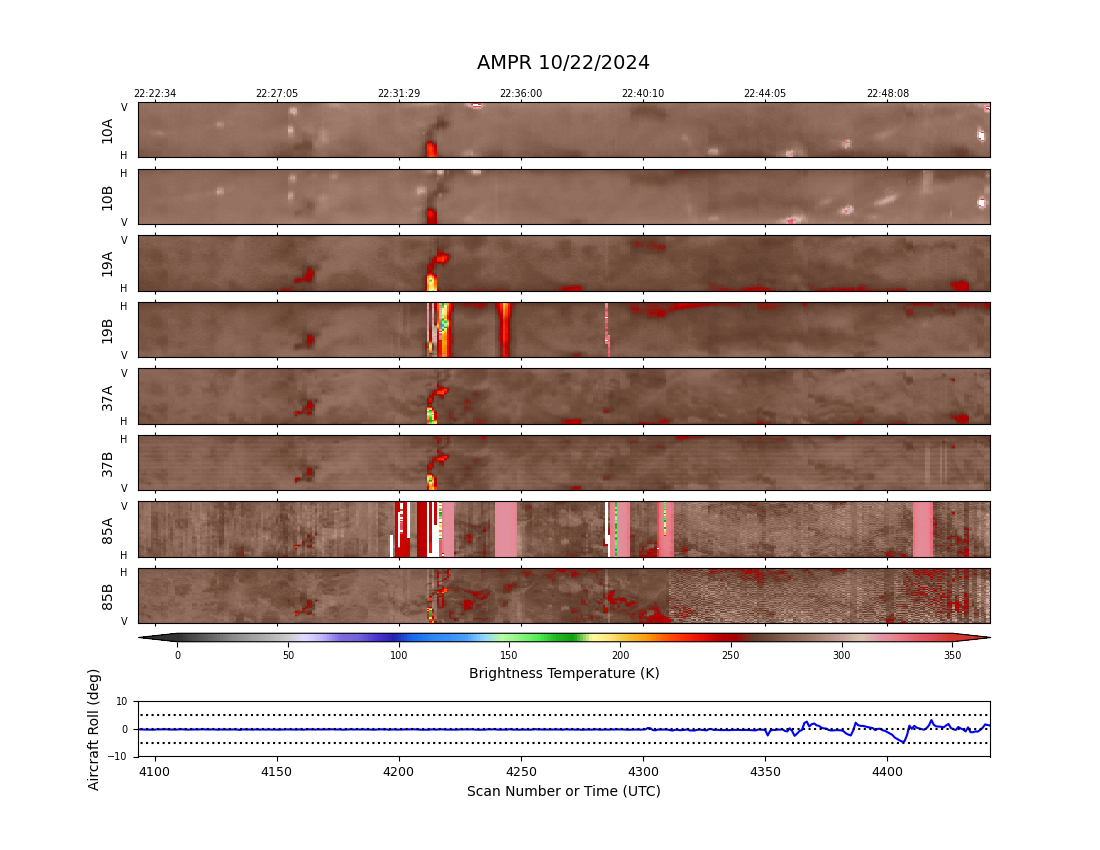 AMPR 10/22/2024
22:22:34 22:27:05 22:31:29 22:36:00 22:40:10 22:44:05 22:48:08
V
10A
H
H
10B
V
V
19A
H
H
19B
V
V
37A
H
H
37B
V
V
85A
H
H
85B
V
0 50 100 150 200 250 300 350
Brightness Temperature (K)
Aircraft Roll (deg)
10
0
−10
4100 4150 4200 4250 4300 4350 4400
Scan Number or Time (UTC)